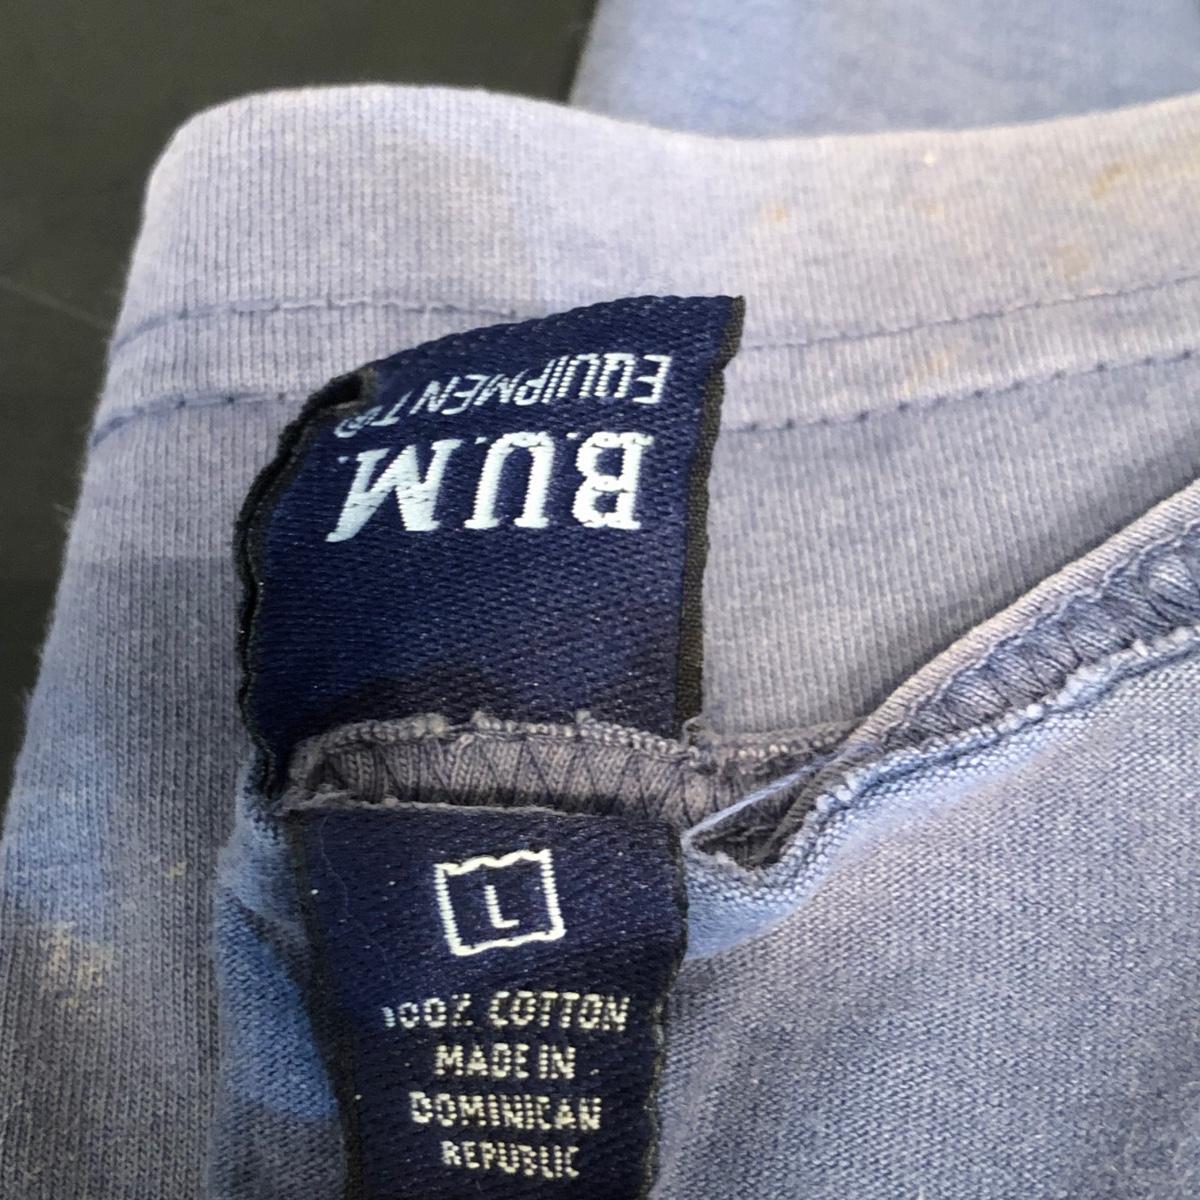 B.U.M.
EQUIPMENT®
L
100% COTTON
MADE IN
DOMINICAN
REPUBLIC